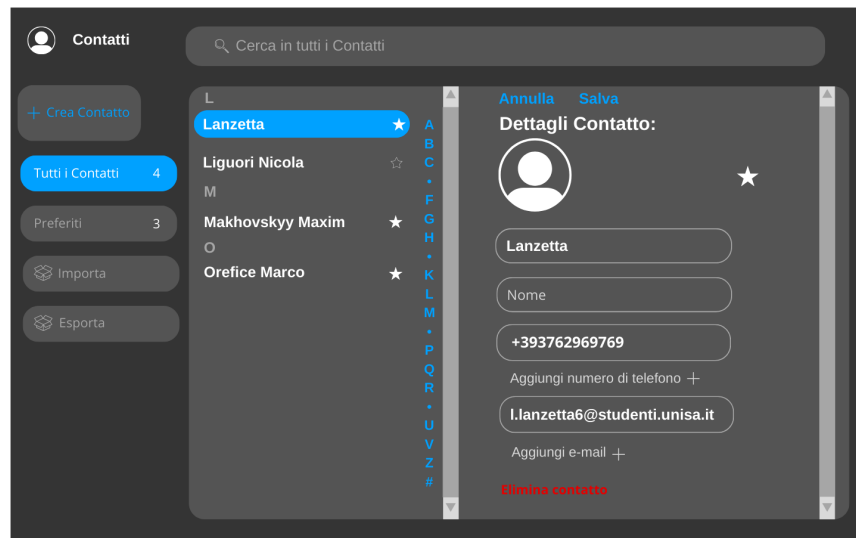 Contatti
Cerca in tutti i Contatti
+ Crea Contatto
Tutti i Contatti 4
Preferiti 3
Importa
Esporta
L
Lanzetta
Liguori Nicola
M
Makhovskyy Maxim
O
Orefice Marco
A
B
C
•
F
G
H
•
K
L
M
•
P
Q
R
•
U
V
Z
#
Annulla Salva
Dettagli Contatto:
Lanzetta
Nome
+393762969769
Aggiungi numero di telefono +
l.lanzetta6@studenti.unisa.it
Aggiungi e-mail +
Elimina contatto